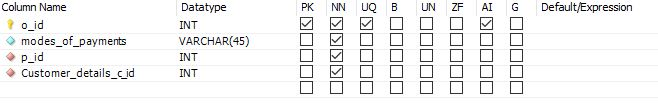 Column Name Datatype PK NN UQ B UN ZF AI G Default/Expression
o_id INT
modes_of_payments VARCHAR(45)
p_id INT
Customer_details_c_id INT